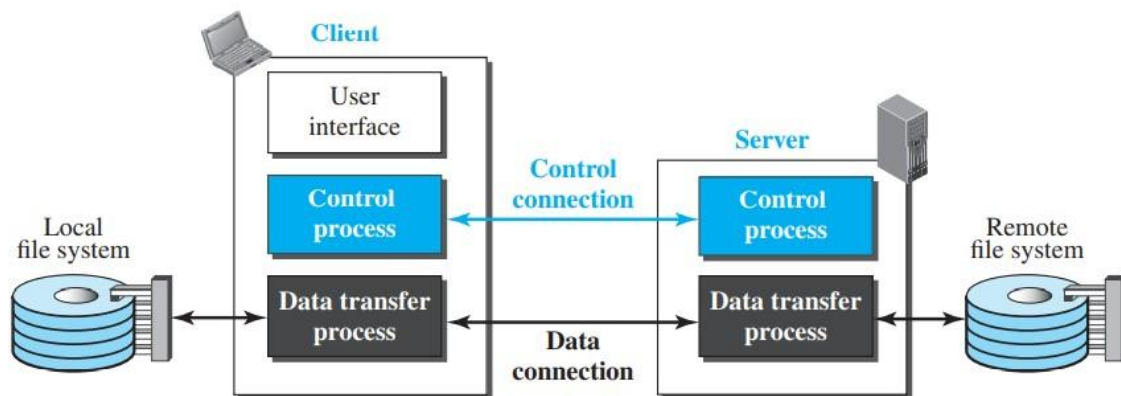 Client
User
interface
Control
process
Data transfer
process
Local
file system
Control
connection
Data
connection
Server
Control
process
Data transfer
process
Remote
file system